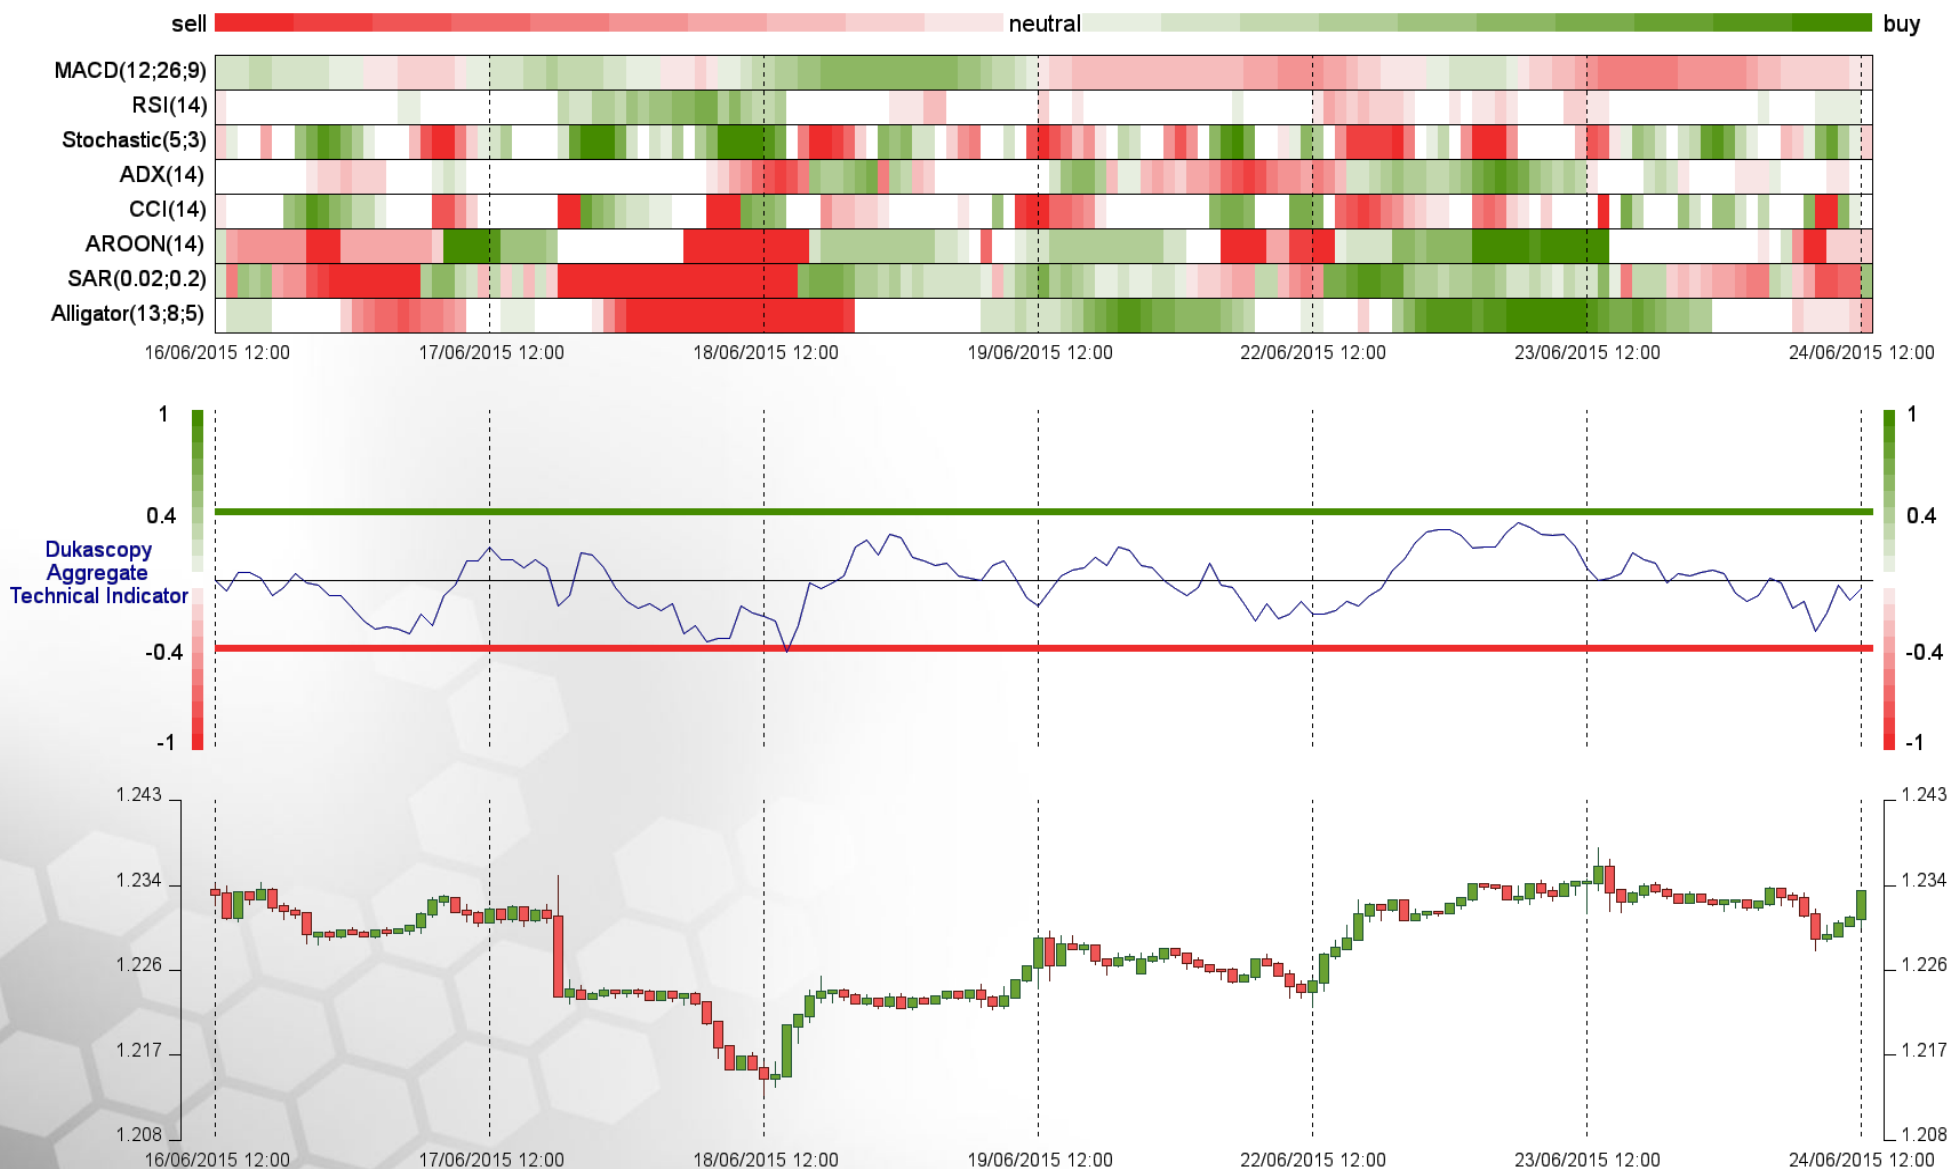 sell neutral buy
MACD(12;26;9)
RSI(14)
Stochastic(5;3)
ADX(14)
CCI(14)
AROON(14)
SAR(0.02;0.2)
Alligator(13;8;5)
16/06/2015 12:00 17/06/2015 12:00 18/06/2015 12:00 19/06/2015 12:00 22/06/2015 12:00 23/06/2015 12:00 24/06/2015 12:00
1 1
0.4 0.4
Dukascopy
Aggregate
Technical Indicator
-0.4 -0.4
-1 -1
1.243 1.243
1.234 1.234
1.226 1.226
1.217 1.217
1.208 1.208
16/06/2015 12:00 17/06/2015 12:00 18/06/2015 12:00 19/06/2015 12:00 22/06/2015 12:00 23/06/2015 12:00 24/06/2015 12:00